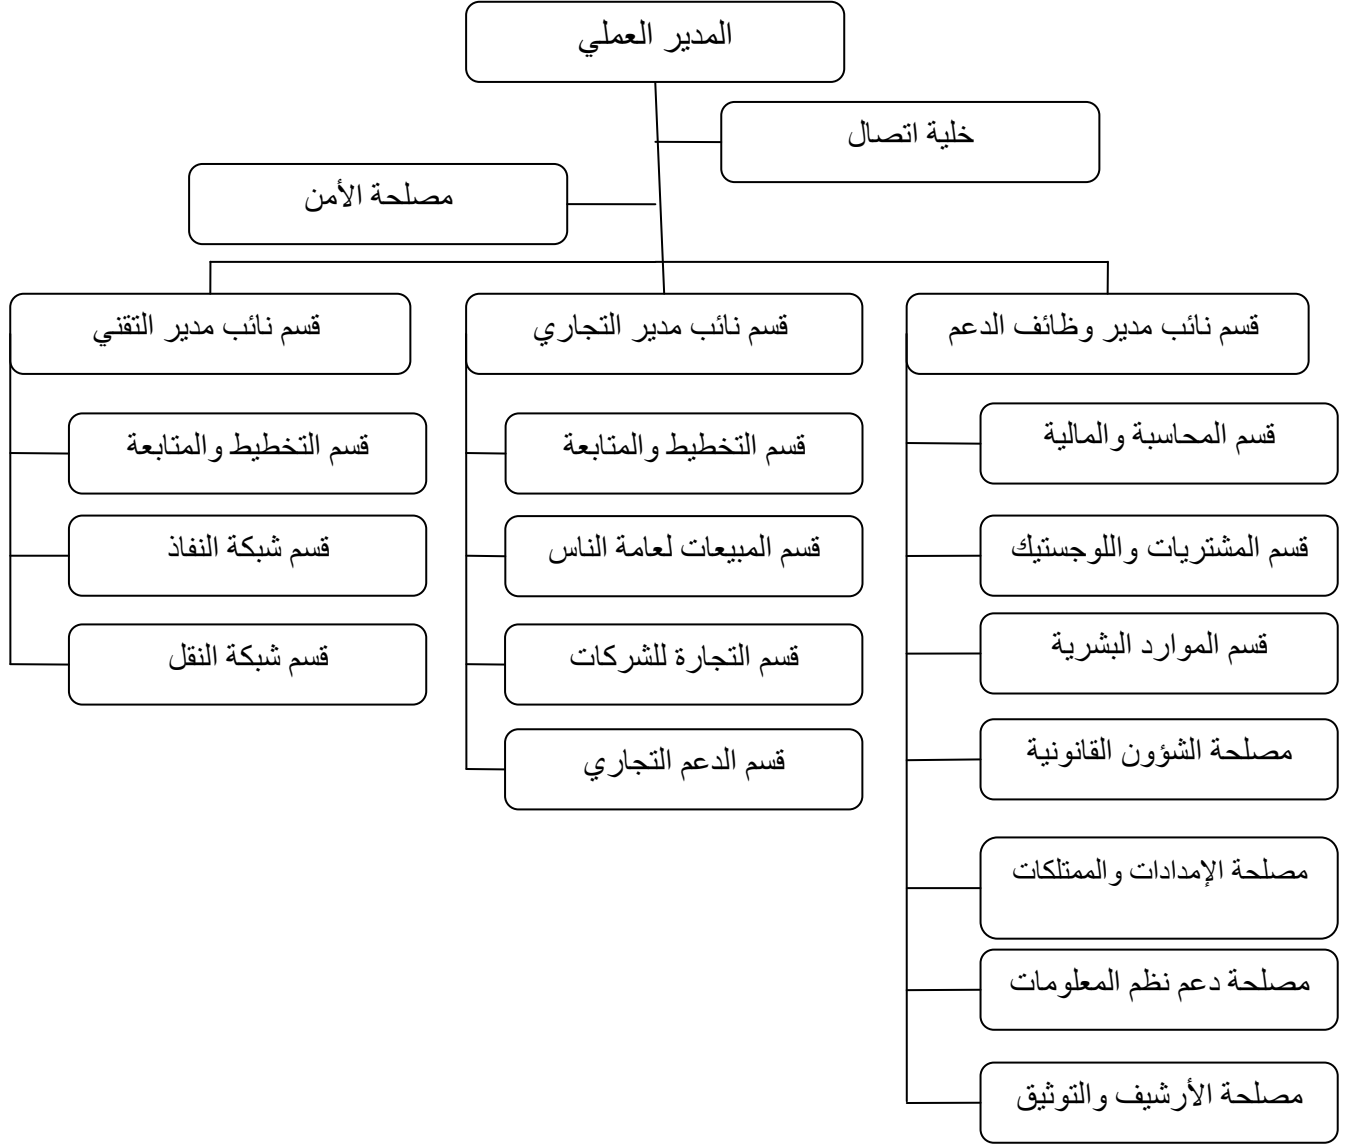 المدير العملي
خلية اتصال
مصلحة الأمن
قسم نائب مدير وظائف الدعم
قسم المحاسبة والمالية
قسم المشتريات واللوجستيك
قسم الموارد البشرية
مصلحة الشؤون القانونية
مصلحة الإمدادات والممتلكات
مصلحة دعم نظم المعلومات
مصلحة الأرشيف والتوثيق
قسم نائب مدير التجاري
قسم التخطيط والمتابعة
قسم المبيعات لعامة الناس
قسم التجارة للشركات
قسم الدعم التجاري
قسم نائب مدير التقني
قسم التخطيط والمتابعة
قسم شبكة النفاذ
قسم شبكة النقل